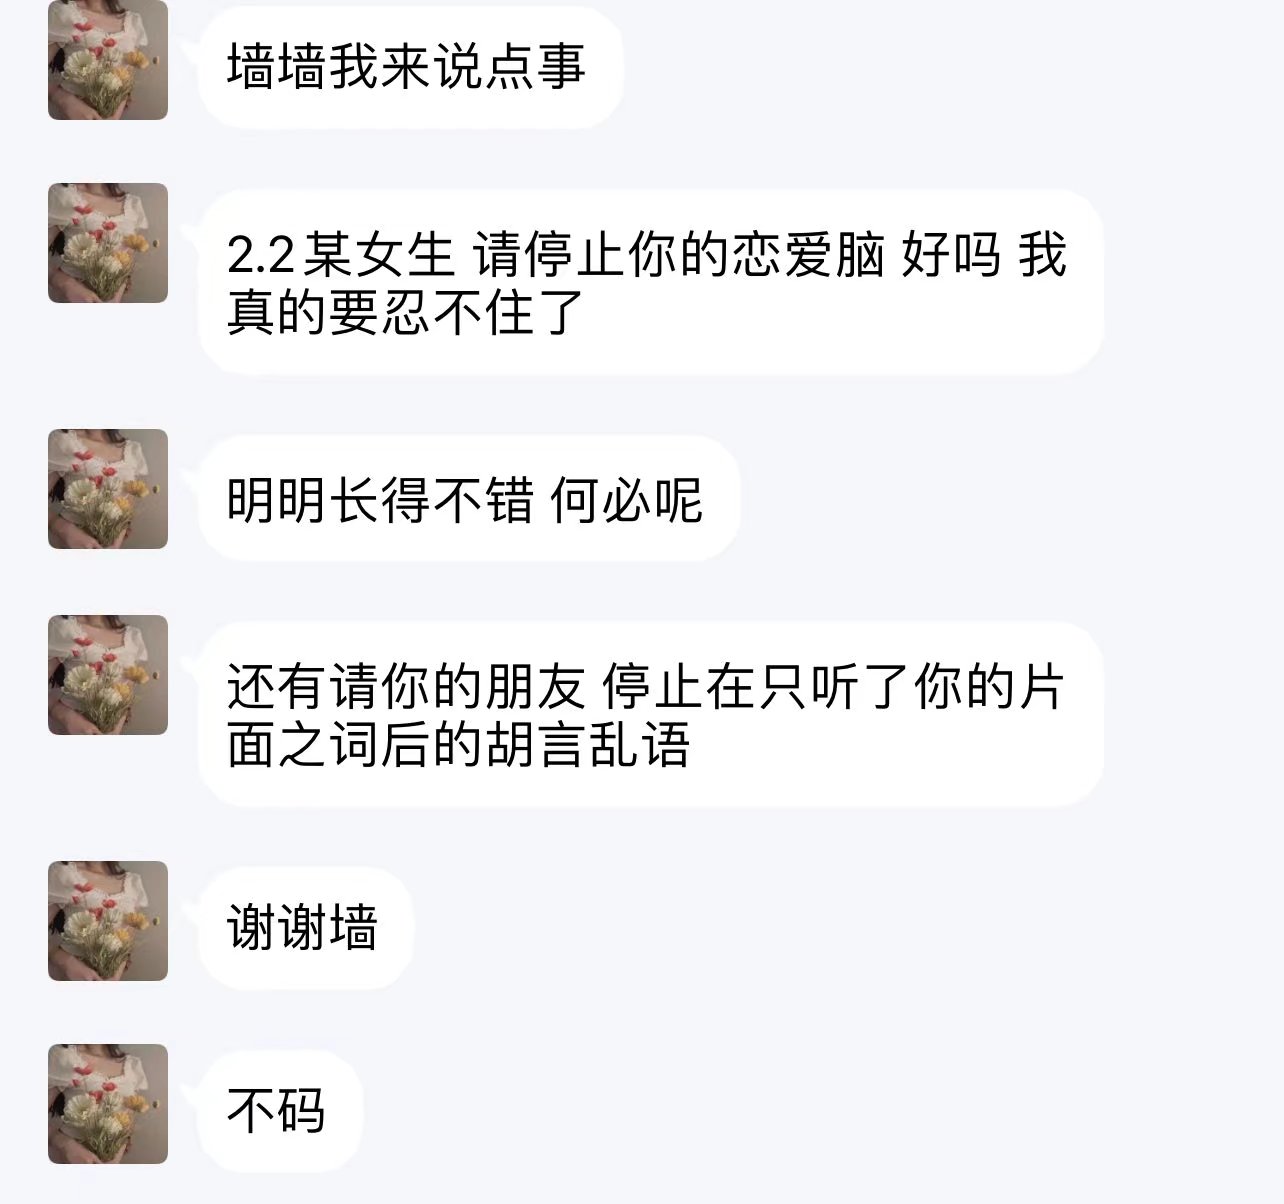 墙墙我来说点事
2.2某女生 请停止你的恋爱脑 好吗 我
真的要忍不住了
明明长得不错 何必呢
还有请你的朋友 停止在只听了你的片
面之词后的胡言乱语
谢谢墙
不码